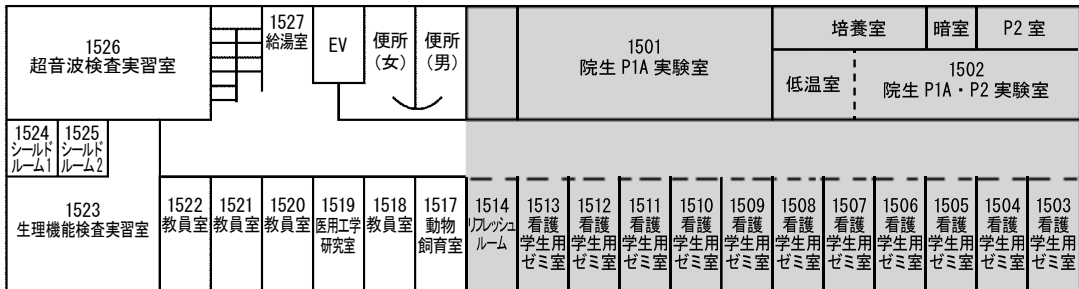 1526
超音波検査実習室
1527
給湯室
EV
便所
(女)
便所
(男)
1501
院生 P1A 実験室
培養室
暗室
P2 室
低温室
1502
院生 P1A・P2 実験室
1524
シールド
ルーム1
1525
シールド
ルーム2
1523
生理機能検査実習室
1522
教員室
1521
教員室
1520
教員室
1519
医用工学
研究室
1518
教員室
1517
動物
飼育室
1514
リフレッシュ
ルーム
1513
看護
学生用
ゼミ室
1512
看護
学生用
ゼミ室
1511
看護
学生用
ゼミ室
1510
看護
学生用
ゼミ室
1509
看護
学生用
ゼミ室
1508
看護
学生用
ゼミ室
1507
看護
学生用
ゼミ室
1506
看護
学生用
ゼミ室
1505
看護
学生用
ゼミ室
1504
看護
学生用
ゼミ室
1503
看護
学生用
ゼミ室